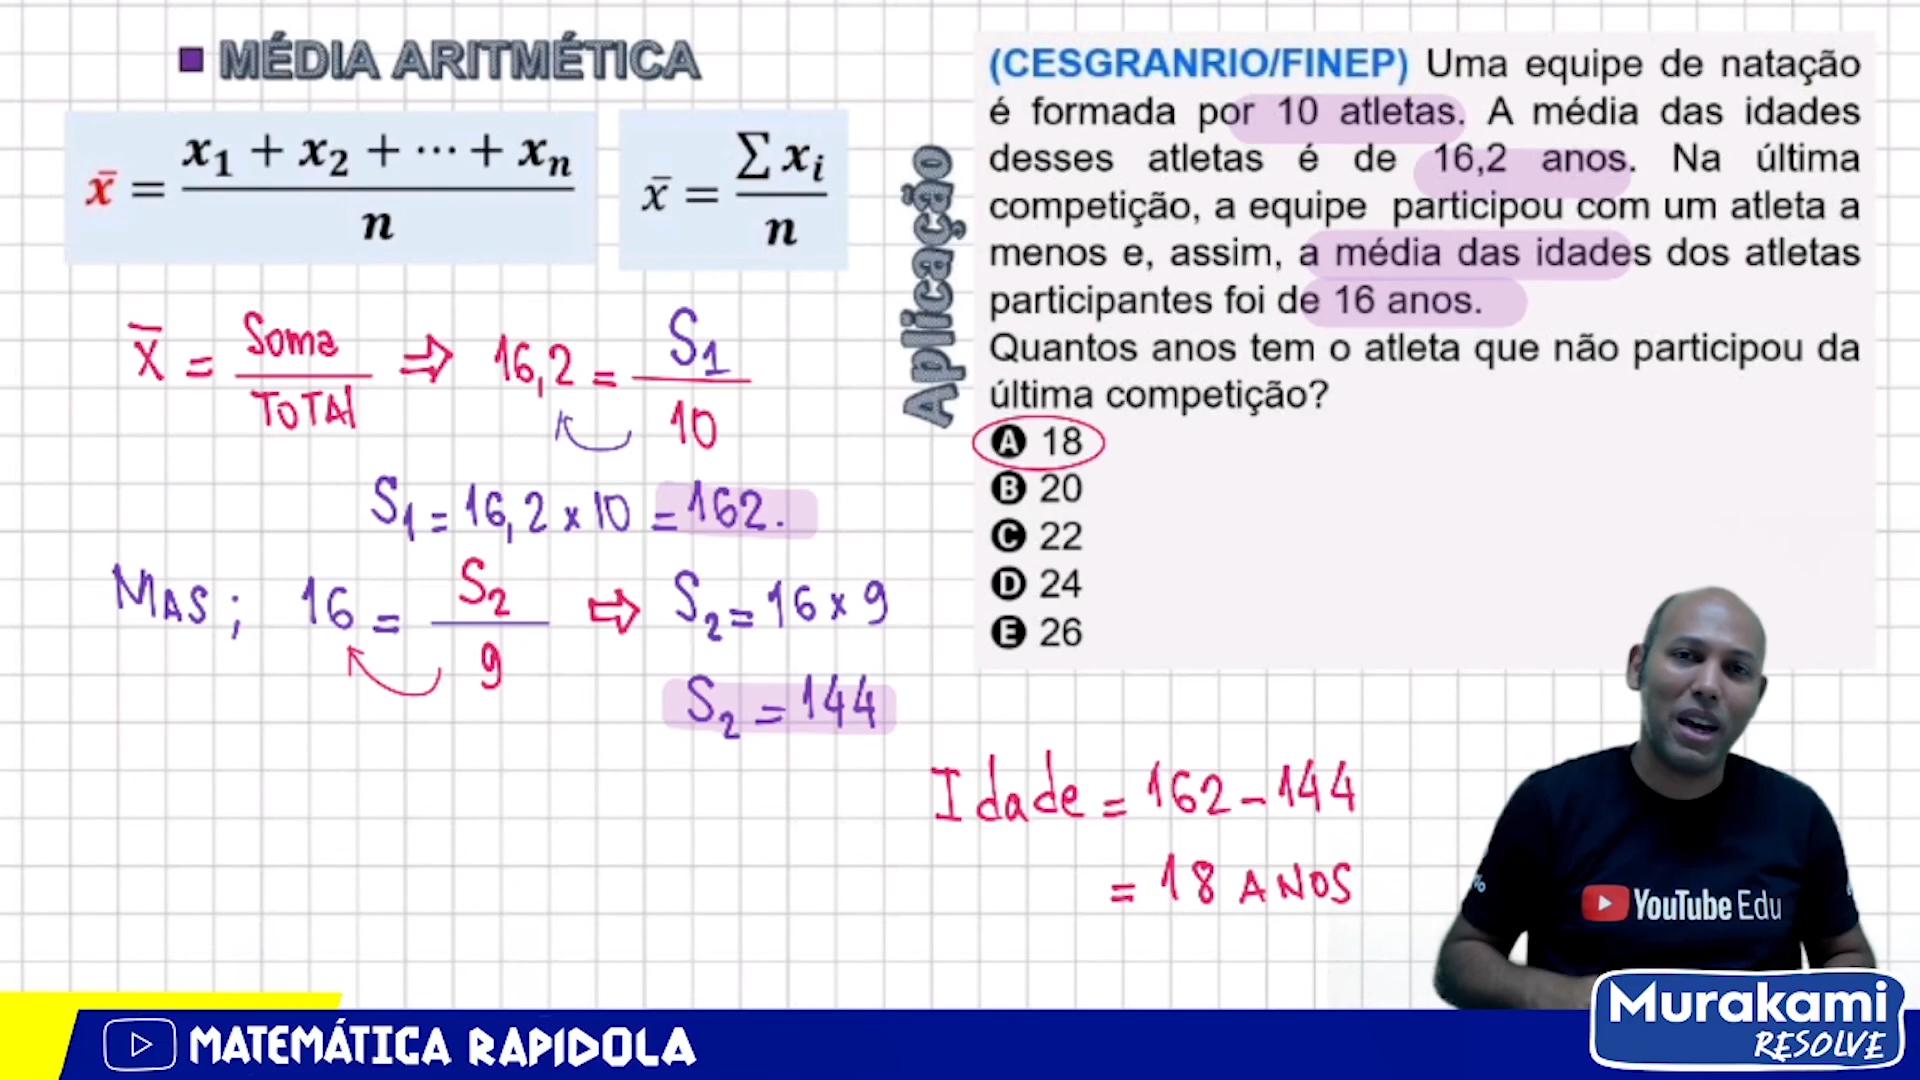 MÉDIA ARITMÉTICA
x̄ = (x₁ + x₂ + ⋯ + xₙ) / n
x̄ = ∑xᵢ / n
X̄ = Soma / TOTAl ⇒ 16,2 = S₁ / 10
S₁ = 16,2 × 10 = 162.
MAS; 16 = S₂ / 9 ⇒ S₂ = 16 × 9
S₂ = 144
Aplicação
(CESGRANRIO/FINEP) Uma equipe de natação
é formada por 10 atletas. A média das idades
desses atletas é de 16,2 anos. Na última
competição, a equipe participou com um atleta a
menos e, assim, a média das idades dos atletas
participantes foi de 16 anos.
Quantos anos tem o atleta que não participou da
última competição?
A 18
B 20
C 22
D 24
E 26
Idade = 162 - 144
= 18 ANOS
YouTube Edu
MATEMÁTICA RAPIDOLA
Murakami
RESOLVE